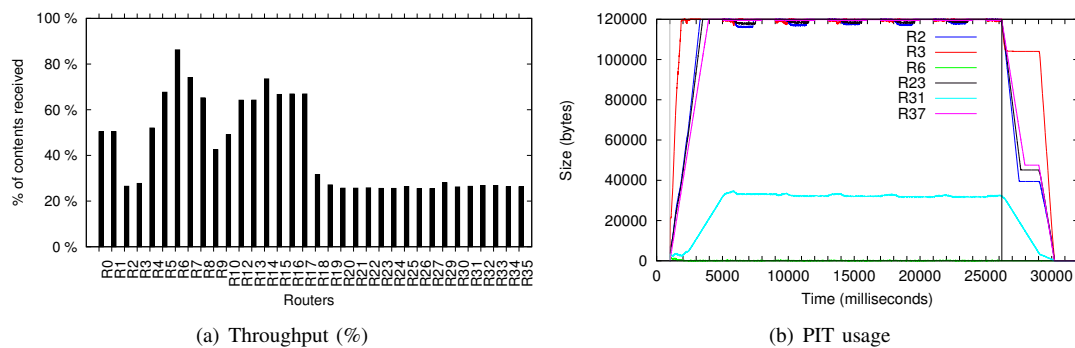 100 %
80 %
60 %
40 %
20 %
0 %
% of contents received
R0
R1
R2
R3
R4
R5
R6
R7
R8
R9
R10
R12
R13
R14
R15
R16
R17
R18
R19
R20
R21
R22
R23
R24
R25
R26
R27
R29
R30
R31
R32
R33
R34
R35
Routers
(a) Throughput (%)
120000
100000
80000
60000
40000
20000
0
Size (bytes)
R2
R3
R6
R23
R31
R37
0 5000 10000 15000 20000 25000 30000
Time (milliseconds)
(b) PIT usage